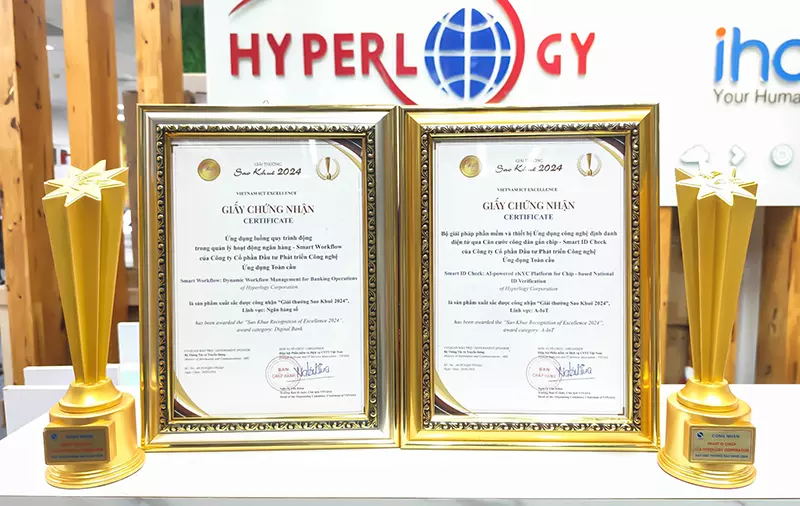 HYPERLOGY
Your Huma
GIẢI THƯỞNG
Sao Khuê 2024
VIETNAM ICT EXCELLENCE
GIẤY CHỨNG NHẬN
CERTIFICATE
Ứng dụng luồng quy trình động
trong quản lý hoạt động ngân hàng - Smart Workflow
của Công ty Cổ phần Đầu tư Phát triển Công nghệ
Ứng dụng Toàn cầu
Smart Workflow: Dynamic Workflow Management for Banking Operations
of Hyperlogy Corporation
là sản phẩm xuất sắc được công nhận "Giải thưởng Sao Khuê 2024",
Lĩnh vực: Ngân hàng số
has been awarded the "Sao Khue Recognition of Excellence 2024",
award category: Digital Bank
BAN
CHẤP HÀNH
GIẢI THƯỞNG
Sao Khuê 2024
VIETNAM ICT EXCELLENCE
GIẤY CHỨNG NHẬN
CERTIFICATE
Bộ giải pháp phần mềm và thiết bị Ứng dụng công nghệ định danh
điện tử qua Căn cước công dân gắn chip - Smart ID Check
của Công ty Cổ phần Đầu tư Phát triển Công nghệ
Ứng dụng Toàn cầu
Smart ID Check: AI-powered eKYC Platform for Chip - based National
ID Verification
of Hyperlogy Corporation
là sản phẩm xuất sắc được công nhận "Giải thưởng Sao Khuê 2024",
Lĩnh vực: A-IoT
has been awarded the "Sao Khue Recognition of Excellence 2024",
award category: A-IoT
BAN
CHẤP HÀNH
CÔNG NHẬN
CÔNG NHẬN
SMART ID CHECK
CỦA HYPERLOGY CORPORATION